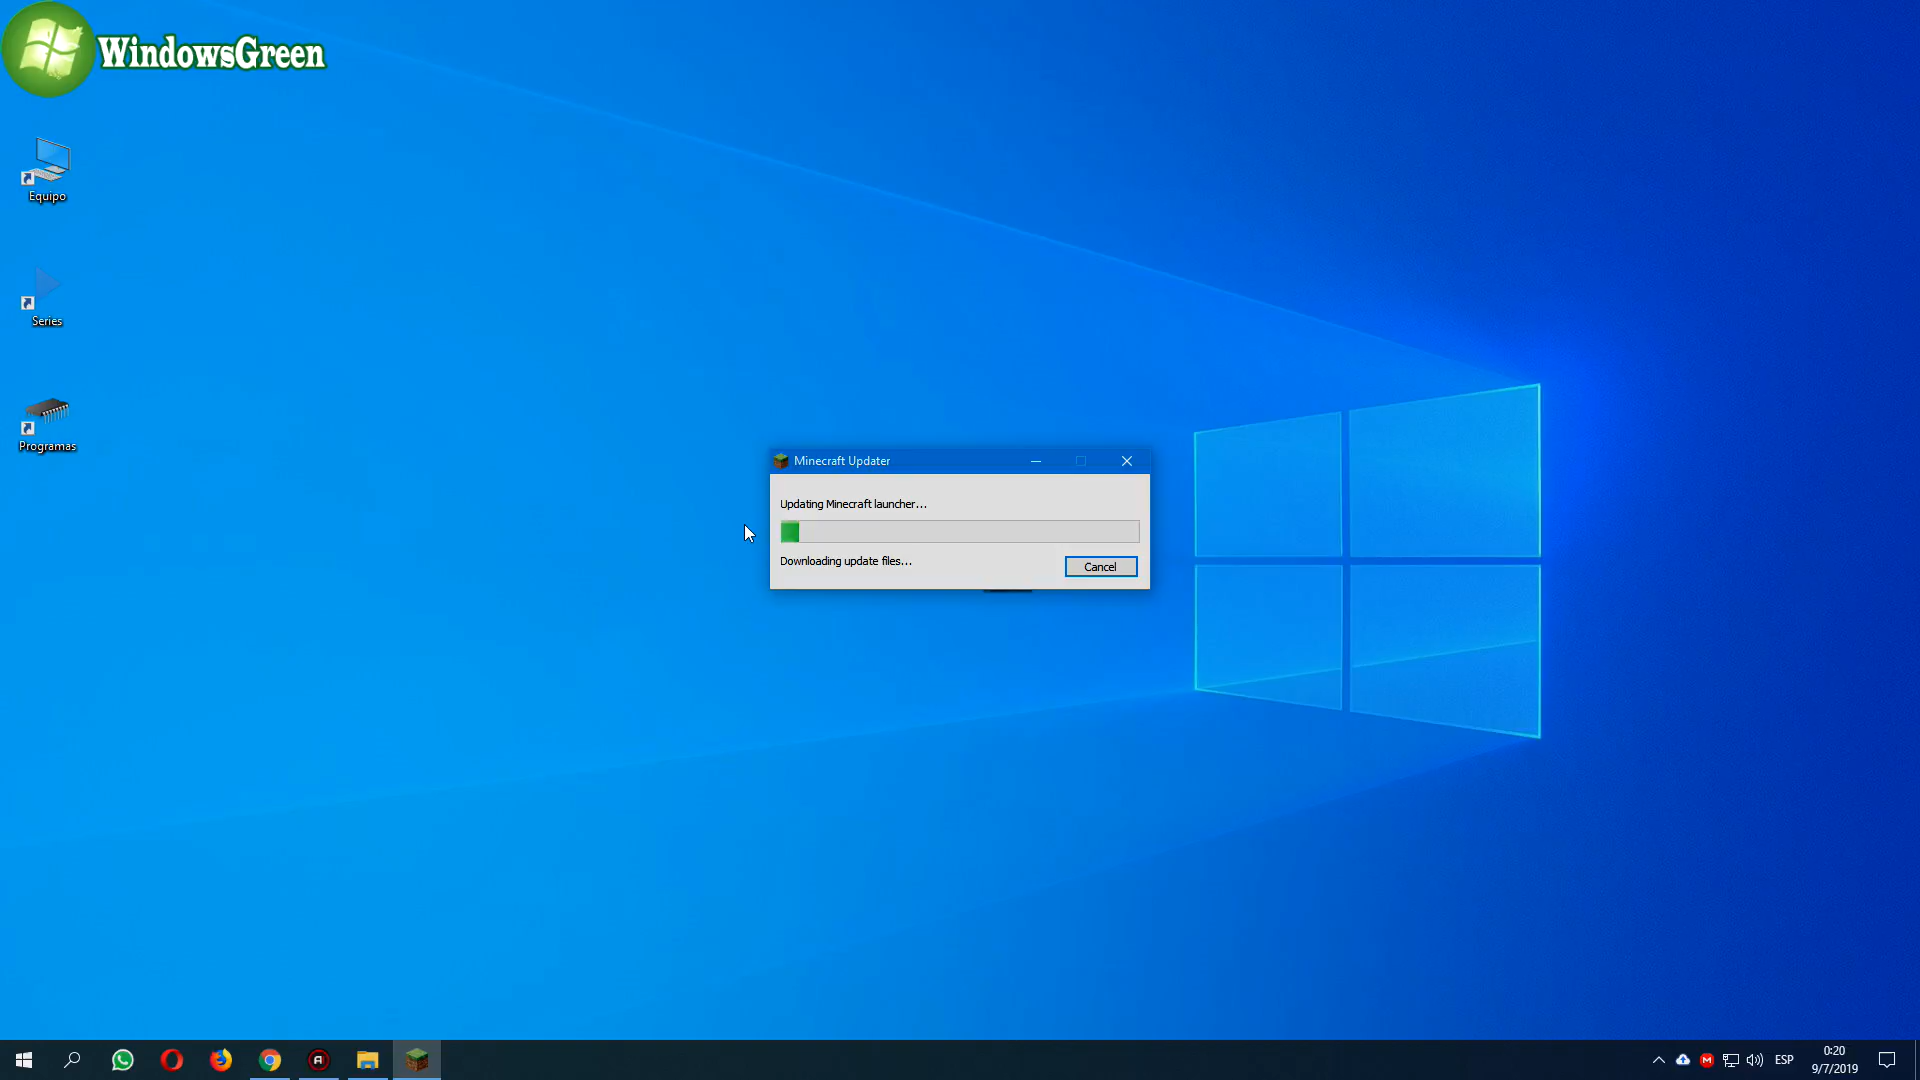 WindowsGreen
Equipo
Series
Programas
Minecraft Updater
Updating Minecraft launcher...
Downloading update files...
Cancel
ESP
0:20
9/7/2019